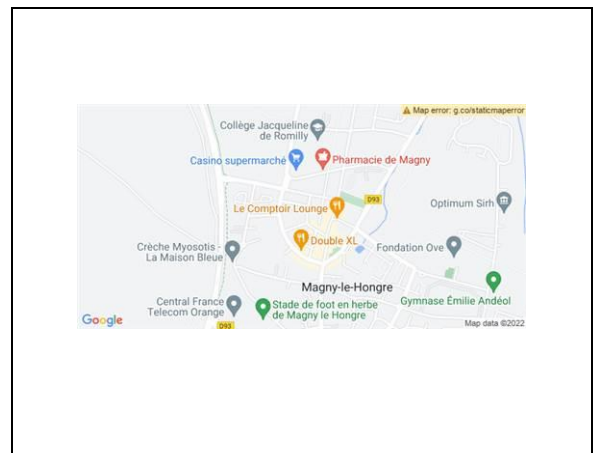 Map error: g.co/staticmaperror
Collège Jacqueline
de Romilly
Casino supermarché
Pharmacie de Magny
D93
Le Comptoir Lounge
Optimum Sirh
Double XL
Crèche Myosotis -
La Maison Bleue
Fondation Ove
Magny-le-Hongre
Central France
Telecom Orange
Stade de foot en herbe
de Magny le Hongre
Gymnase Émilie Andéol
Google
D93
Map data ©2022